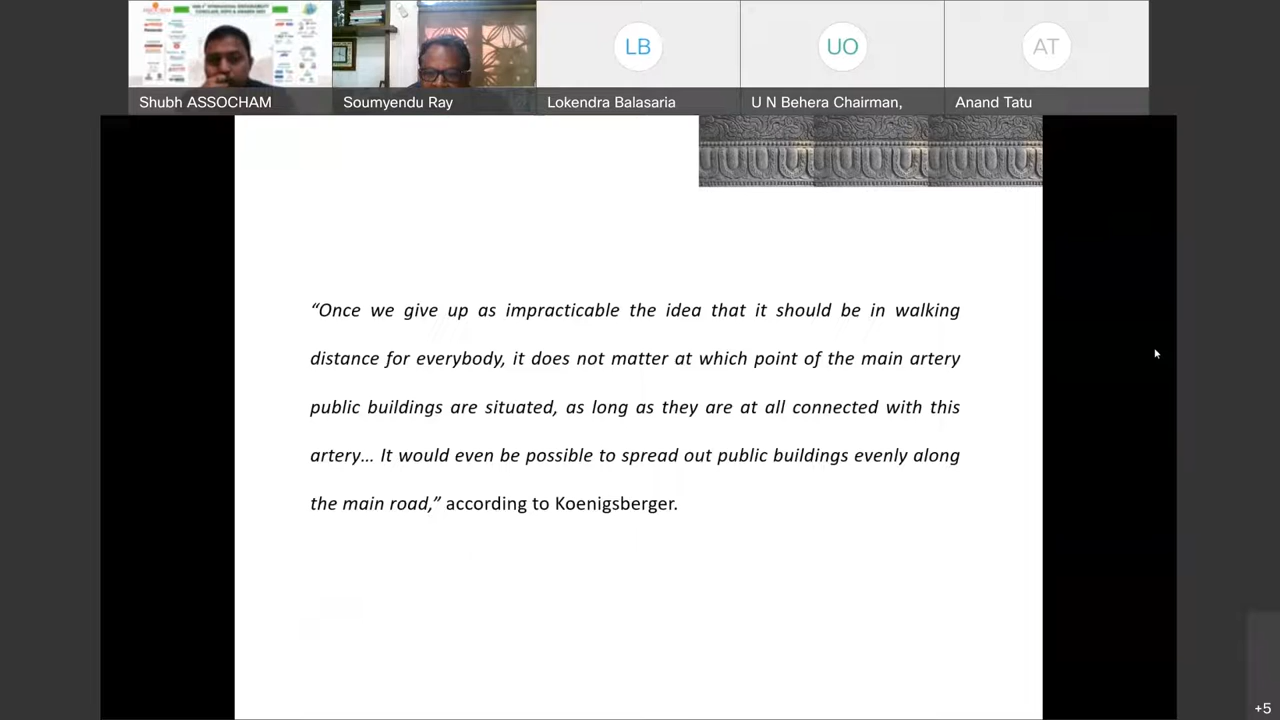 Shubh ASSOCHAM
Soumyendu Ray
LB
Lokendra Balasaria
UO
U N Behera Chairman,
AT
Anand Tatu
“Once we give up as impracticable the idea that it should be in walking
distance for everybody, it does not matter at which point of the main artery
public buildings are situated, as long as they are at all connected with this
artery... It would even be possible to spread out public buildings evenly along
the main road,” according to Koenigsberger.
+5